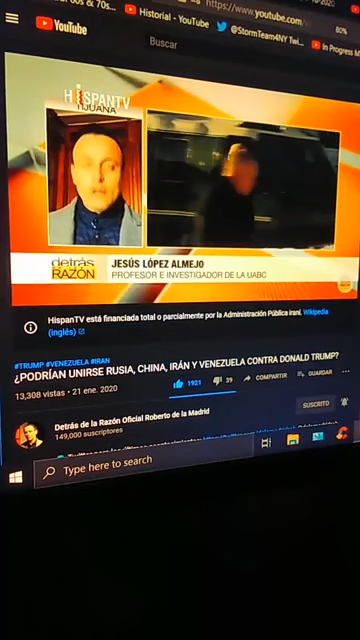 60s & 70s...
https://www.youtube.com/
Historial - YouTube
@StormTeam4NY Twi...
In Progress M
80%
YouTube
Buscar
HISPANTV
TIJUANA
detrás
de la
RAZÓN
JESÚS LÓPEZ ALMEJO
PROFESOR E INVESTIGADOR DE LA UABC
HispanTV está financiada total o parcialmente por la Administración Pública iraní. Wikipedia
(inglés)
#TRUMP #VENEZUELA #IRAN
¿PODRÍAN UNIRSE RUSIA, CHINA, IRÁN Y VENEZUELA CONTRA DONALD TRUMP?
13,308 vistas • 21 ene. 2020
1921
39
COMPARTIR
GUARDAR
Detrás de la Razón Oficial Roberto de la Madrid
149,000 suscriptores
SUSCRITO
Type here to search